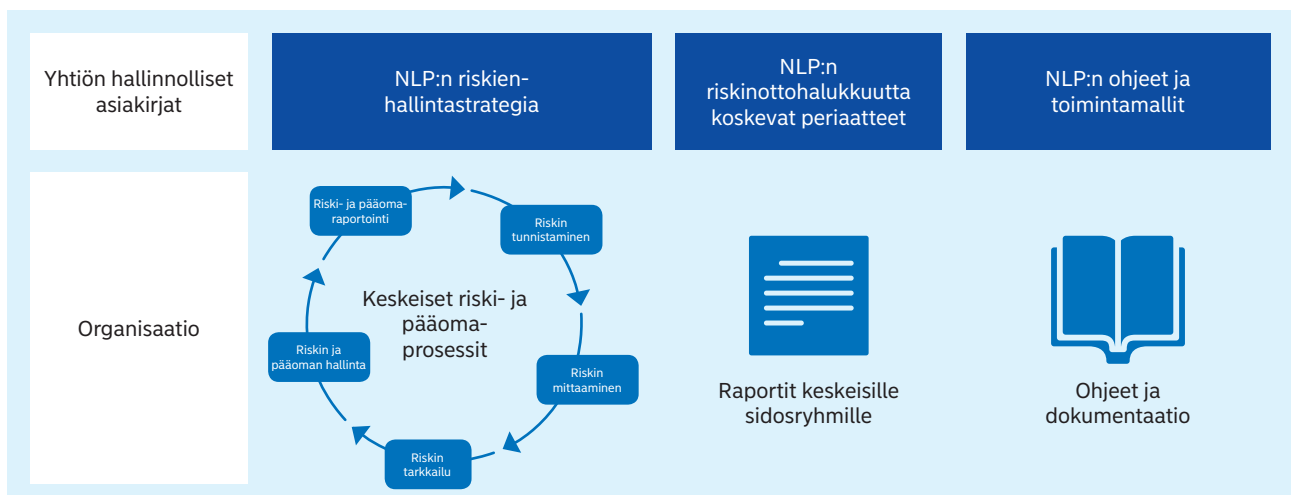 Yhtiön hallinnolliset
asiakirjat
NLP:n riskien-
hallintastrategia
NLP:n
riskinottohalukkuutta
koskevat periaatteet
NLP:n ohjeet ja
toimintamallit
Organisaatio
Riski- ja pääoma-
raportointi
Riskin
tunnistaminen
Keskeiset riski- ja
pääoma-
prosessit
Riskin ja
pääoman hallinta
Riskin
mittaaminen
Riskin
tarkkailu
Raportit keskeisille
sidosryhmille
Ohjeet ja
dokumentaatio